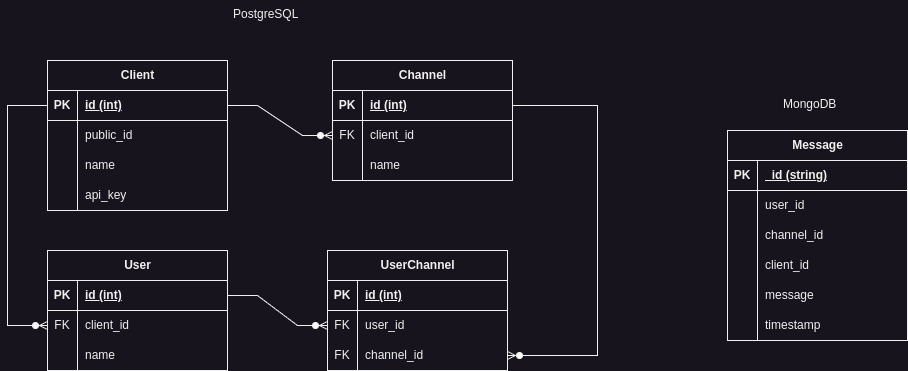 PostgreSQL
Client
PK id (int)
public_id
name
api_key
Channel
PK id (int)
FK client_id
name
User
PK id (int)
FK client_id
name
UserChannel
PK id (int)
FK user_id
FK channel_id
MongoDB
Message
PK _id (string)
user_id
channel_id
client_id
message
timestamp